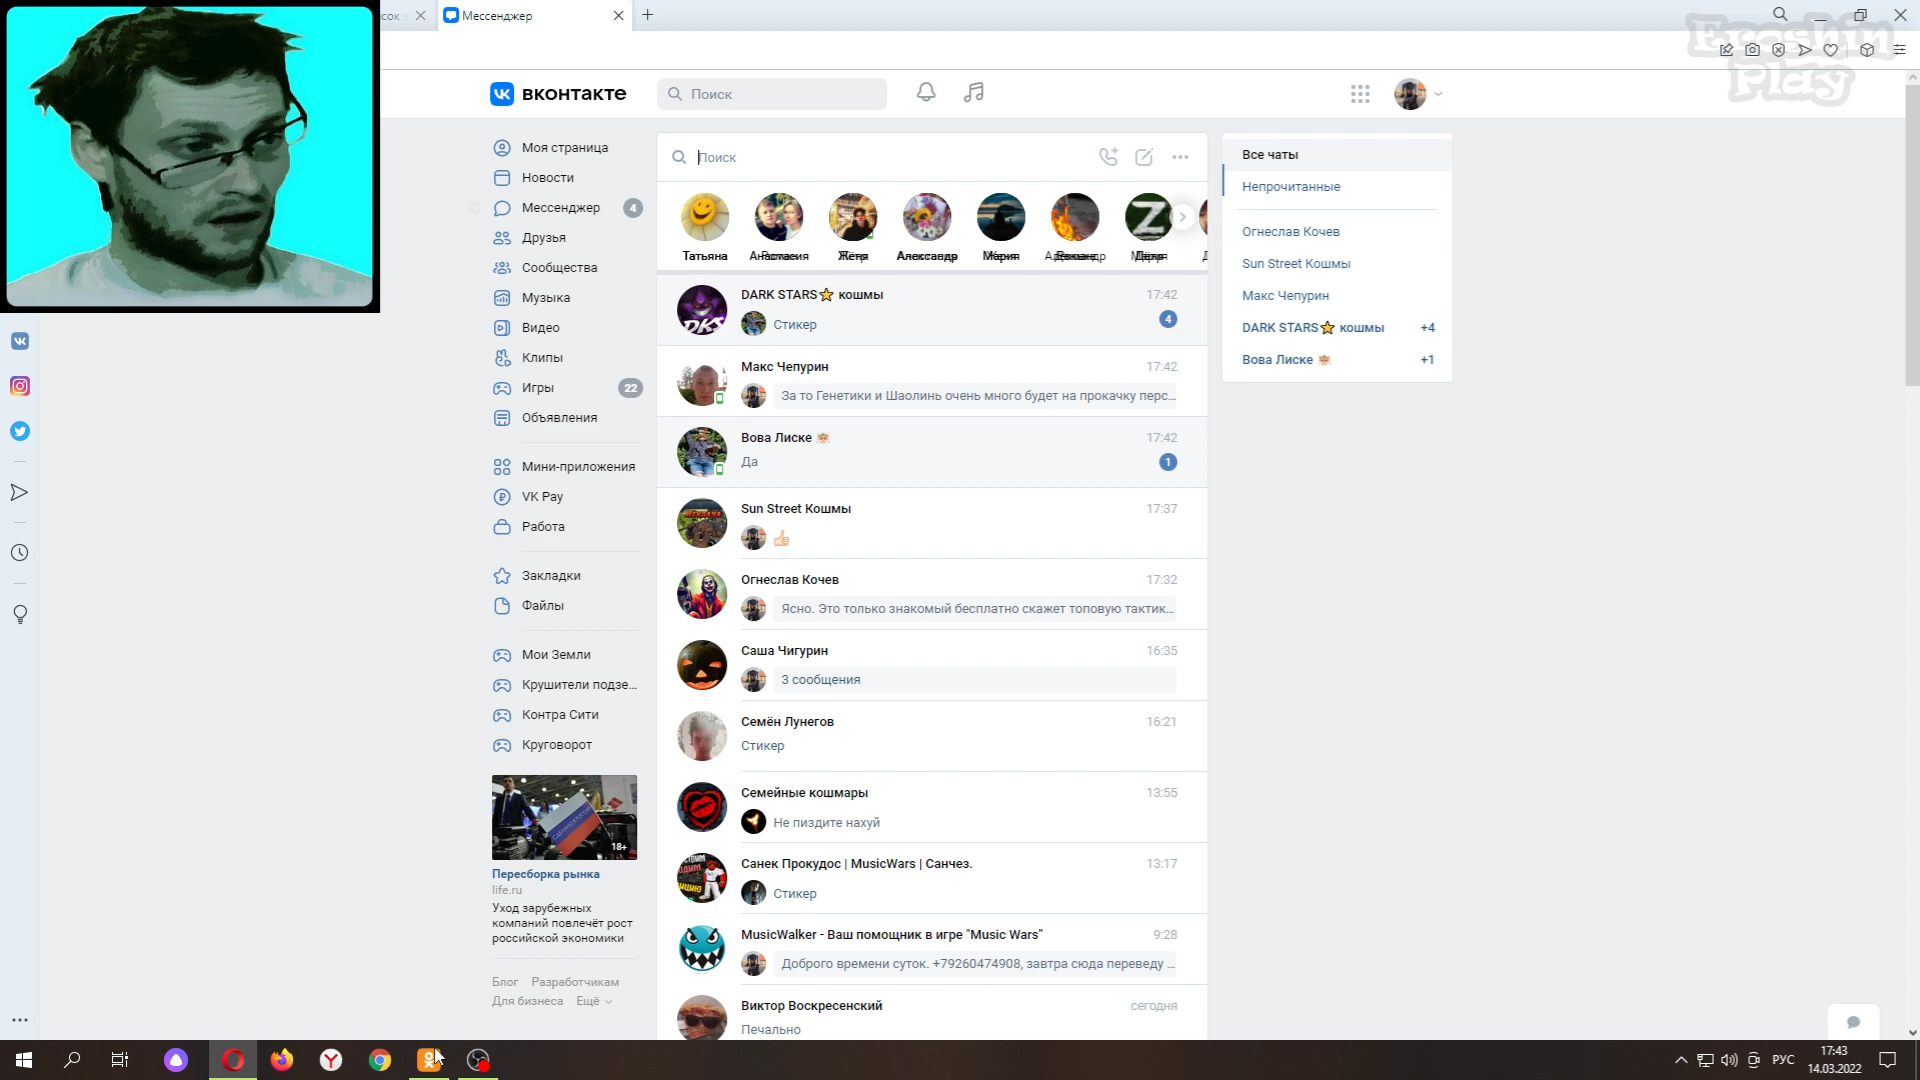 сок з
Мессенджер
Eroshin
Play
вконтакте
Поиск
Моя страница
Новости
Мессенджер 4
Друзья
Сообщества
Музыка
Видео
Клипы
Игры 22
Объявления
Мини-приложения
VK Pay
Работа
Закладки
Файлы
Мои Земли
Крушители подзе...
Контра Сити
Круговорот
18+
Пересборка рынка
life.ru
Уход зарубежных
компаний повлечёт рост
российской экономики
Блог Разработчикам
Для бизнеса Ещё
Поиск
Татьяна
Александр
DARK STARS⭐ кошмы 17:42
Стикер 4
Макс Чепурин 17:42
За то Генетики и Шаолинь очень много будет на прокачку перс...
Вова Лиске 17:42
Да 1
Sun Street Кошмы 17:37
Огнеслав Кочев 17:32
Ясно. Это только знакомый бесплатно скажет топовую тактик...
Саша Чигурин 16:35
3 сообщения
Семён Лунегов 16:21
Стикер
Семейные кошмары 13:55
Не пиздите нахуй
Санек Прокудос | MusicWars | Санчез. 13:17
Стикер
MusicWalker - Ваш помощник в игре "Music Wars" 9:28
Доброго времени суток. +79260474908, завтра сюда переведу ...
Виктор Воскресенский сегодня
Печально
Все чаты
Непрочитанные
Огнеслав Кочев
Sun Street Кошмы
Макс Чепурин
DARK STARS⭐ кошмы +4
Вова Лиске +1
РУС
17:43
14.03.2022